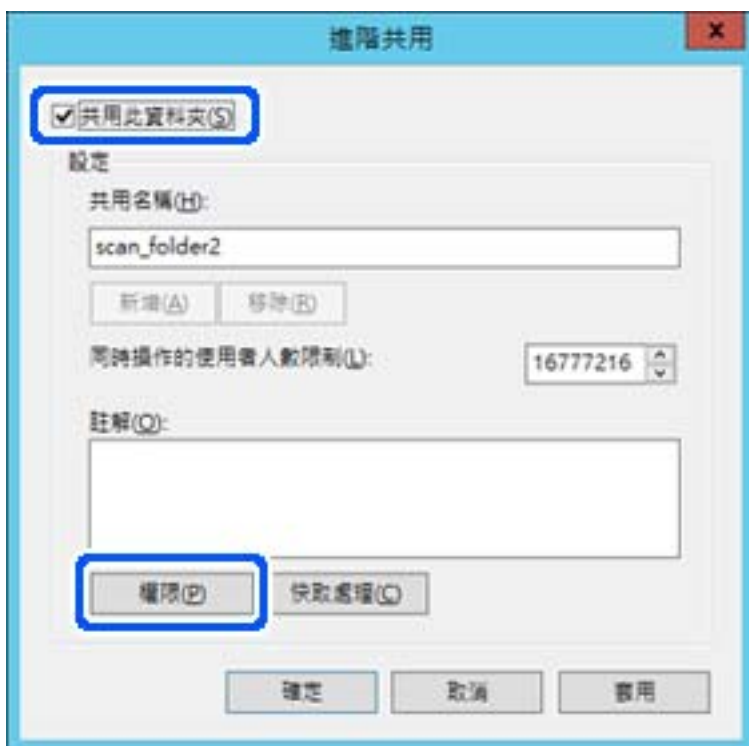 進階共用
共用此資料夾(S)
設定
共用名稱(H):
scan_folder2
新增(A) 移除(R)
同時操作的使用者人數限制(L): 16777216
註解(O):
權限(P) 快取處理(C)
確定 取消 套用